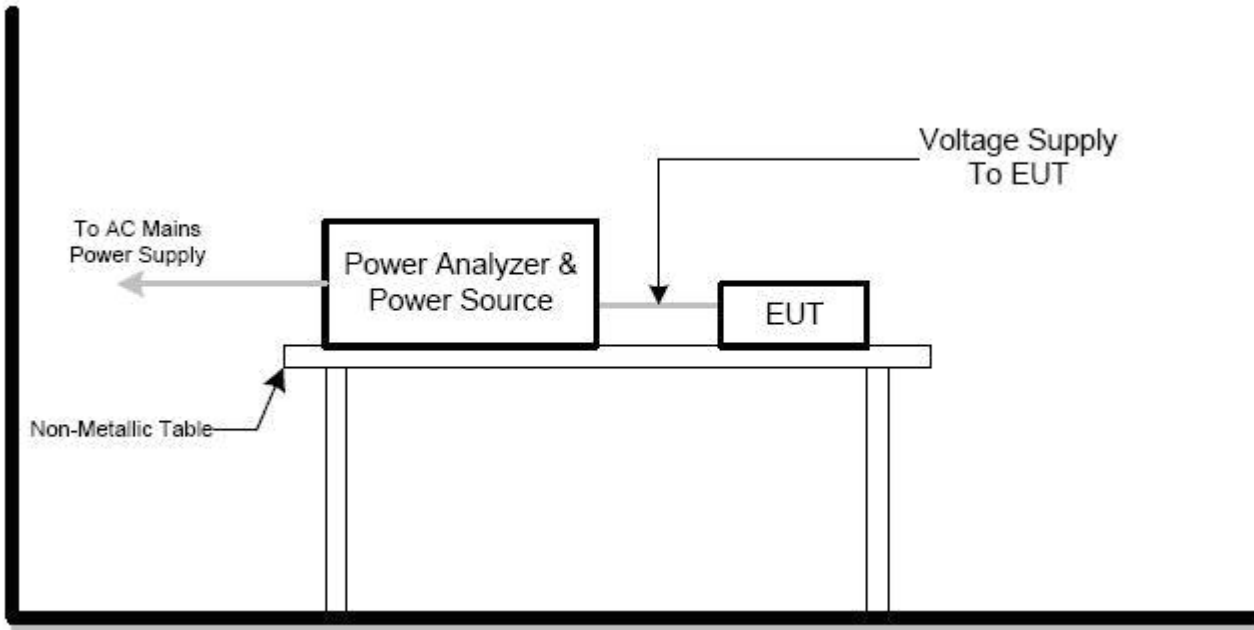 Voltage Supply
To EUT
To AC Mains
Power Supply
Power Analyzer &
Power Source
EUT
Non-Metallic Table